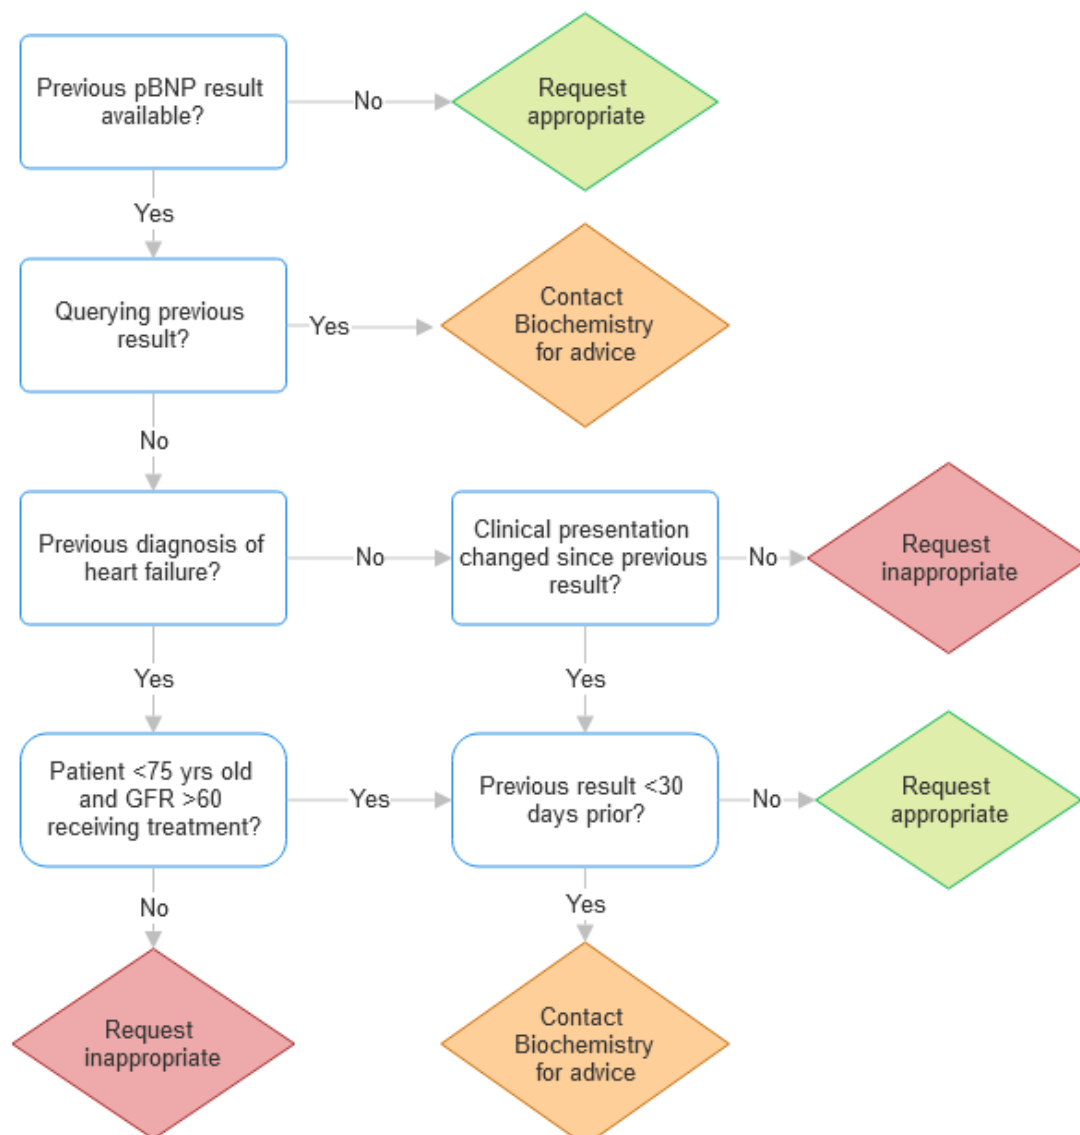 Previous pBNP result
available?
No
Request
appropriate
Yes
Querying previous
result?
Yes
Contact
Biochemistry
for advice
No
Previous diagnosis of
heart failure?
No
Clinical presentation
changed since previous
result?
No
Request
inappropriate
Yes
Yes
Patient <75 yrs old
and GFR >60
receiving treatment?
Yes
Previous result <30
days prior?
No
Request
appropriate
No
Yes
Request
inappropriate
Contact
Biochemistry
for advice